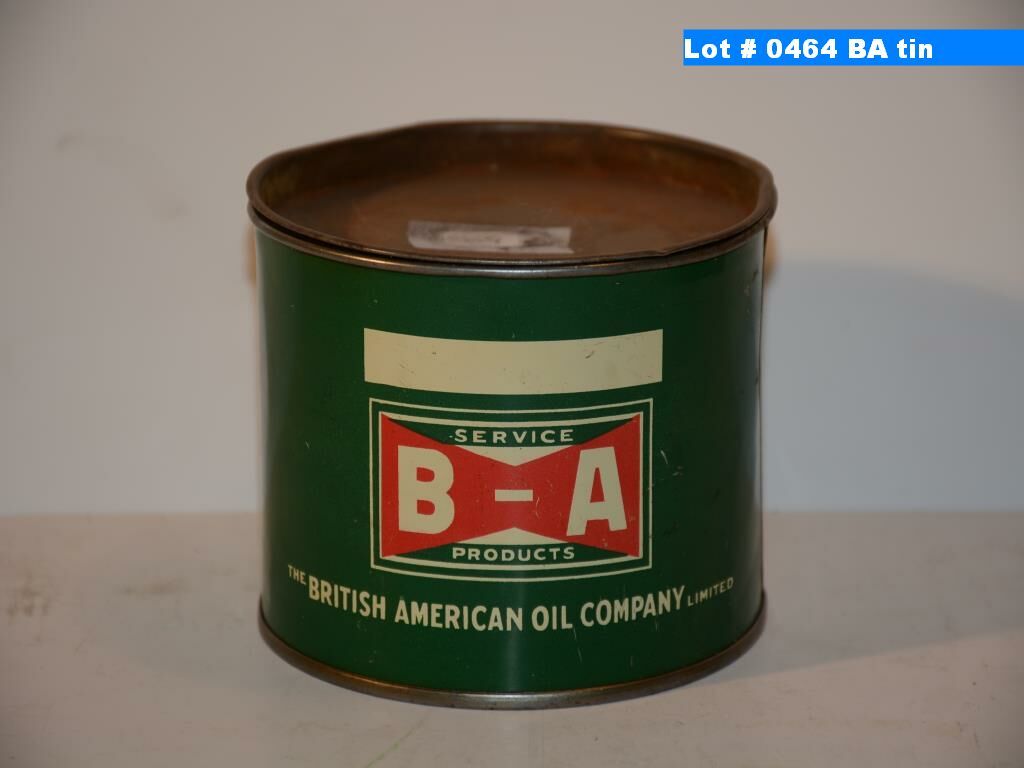 Lot # 0464 BA tin
SERVICE
B-A
PRODUCTS
THE BRITISH AMERICAN OIL COMPANY LIMITED